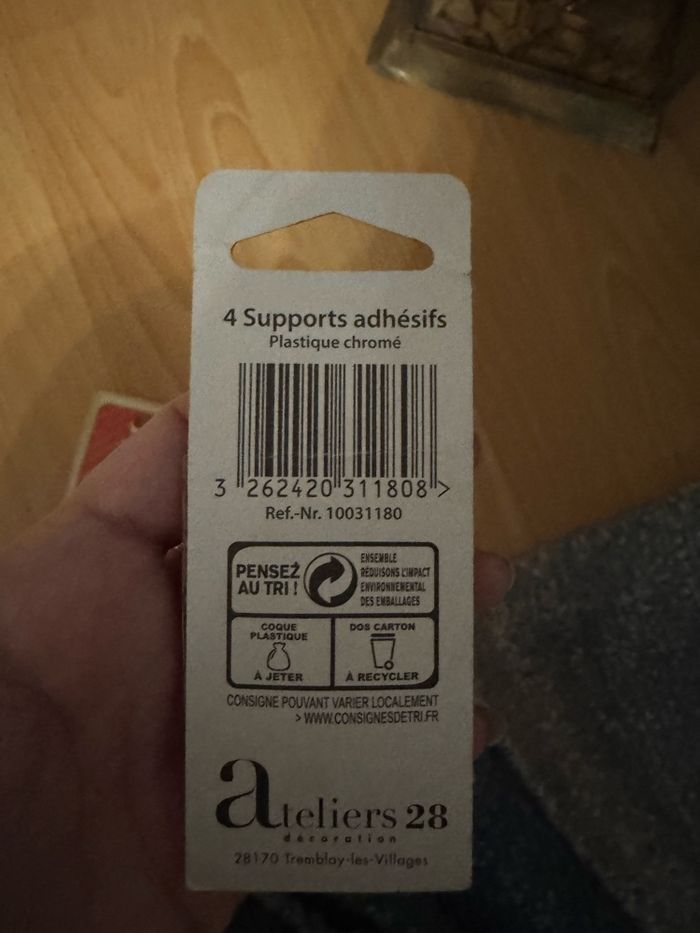 4 Supports adhésifs
Plastique chromé
3 262420 311808 >
Ref.-Nr. 10031180
PENSEZ
AU TRI !
ENSEMBLE
RÉDUISONS L'IMPACT
ENVIRONNEMENTAL
DES EMBALLAGES
COQUE
PLASTIQUE
À JETER
DOS CARTON
À RECYCLER
CONSIGNE POUVANT VARIER LOCALEMENT
> WWW.CONSIGNESDETRI.FR
ateliers 28
décoration
28170 Tremblay-les-Villages